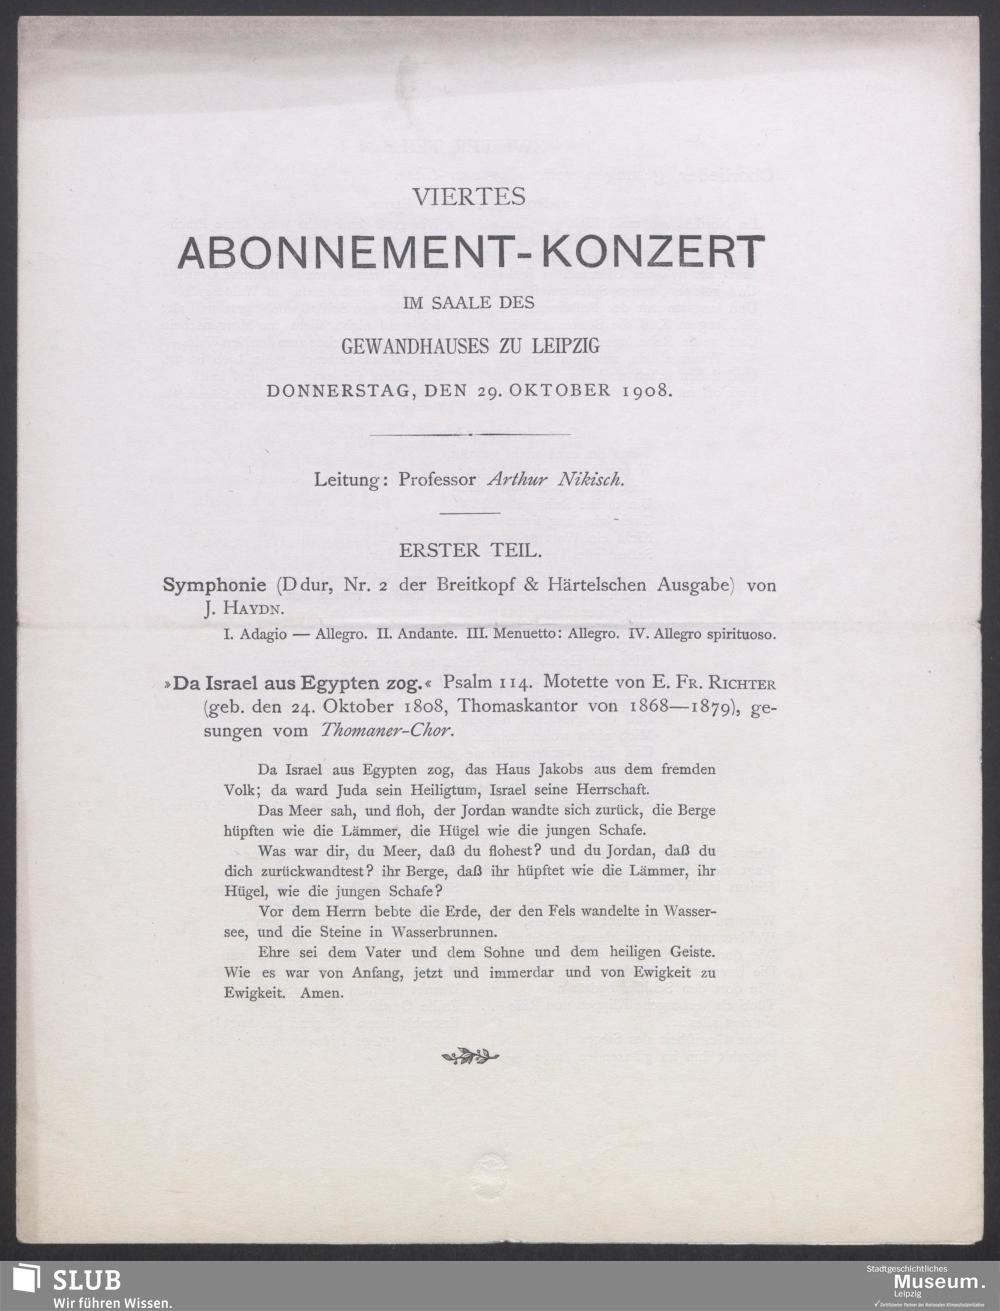 VIERTES
ABONNEMENT-KONZERT
IM SAALE DES
GEWANDHAUSES ZU LEIPZIG
DONNERSTAG, DEN 29. OKTOBER 1908.
Leitung: Professor Arthur Nikisch.
ERSTER TEIL.
Symphonie (Ddur, Nr. 2 der Breitkopf & Härtelschen Ausgabe) von
J. HAYDN.
I. Adagio — Allegro. II. Andante. III. Menuetto: Allegro. IV. Allegro spirituoso.
»Da Israel aus Egypten zog.« Psalm 114. Motette von E. FR. RICHTER
(geb. den 24. Oktober 1808, Thomaskantor von 1868—1879), ge-
sungen vom Thomaner-Chor.
Da Israel aus Egypten zog, das Haus Jakobs aus dem fremden
Volk; da ward Juda sein Heiligtum, Israel seine Herrschaft.
Das Meer sah, und floh, der Jordan wandte sich zurück, die Berge
hüpften wie die Lämmer, die Hügel wie die jungen Schafe.
Was war dir, du Meer, daß du flohest? und du Jordan, daß du
dich zurückwandtest? ihr Berge, daß ihr hüpftet wie die Lämmer, ihr
Hügel, wie die jungen Schafe?
Vor dem Herrn bebte die Erde, der den Fels wandelte in Wasser-
see, und die Steine in Wasserbrunnen.
Ehre sei dem Vater und dem Sohne und dem heiligen Geiste.
Wie es war von Anfang, jetzt und immerdar und von Ewigkeit zu
Ewigkeit. Amen.
SLUB
Wir führen Wissen.
Stadtgeschichtliches
Museum.
Leipzig
Zertifizierter Partner der Nationalen Klimaschutzinitiative